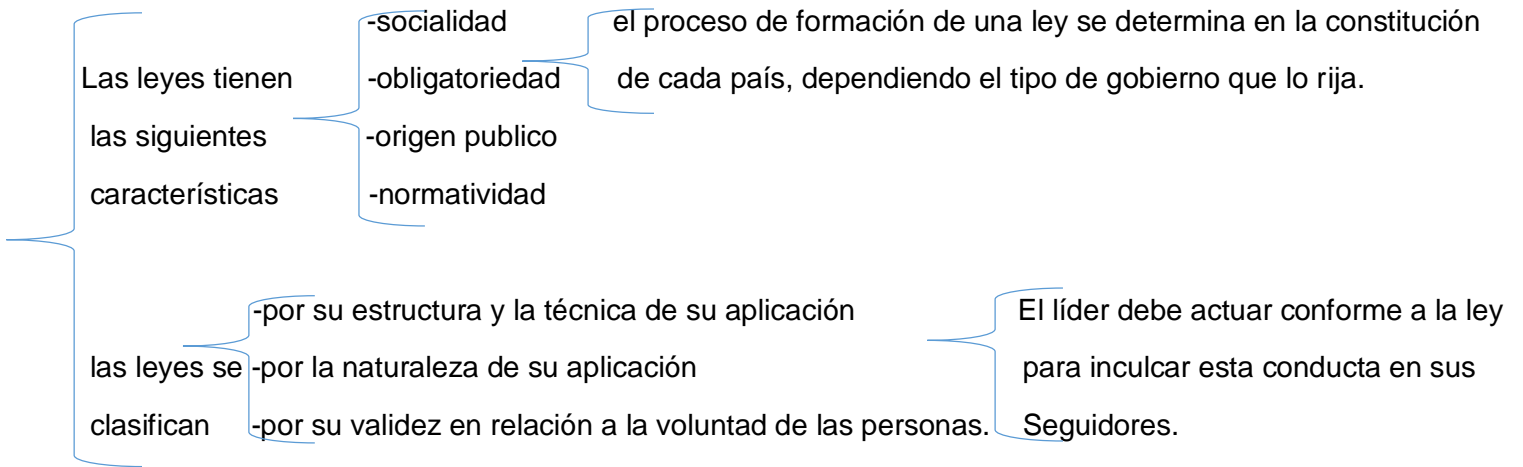 -socialidad el proceso de formación de una ley se determina en la constitución
Las leyes tienen -obligatoriedad de cada país, dependiendo el tipo de gobierno que lo rija.
las siguientes -origen publico
características -normatividad
-por su estructura y la técnica de su aplicación El líder debe actuar conforme a la ley
las leyes se -por la naturaleza de su aplicación para inculcar esta conducta en sus
clasifican -por su validez en relación a la voluntad de las personas. Seguidores.